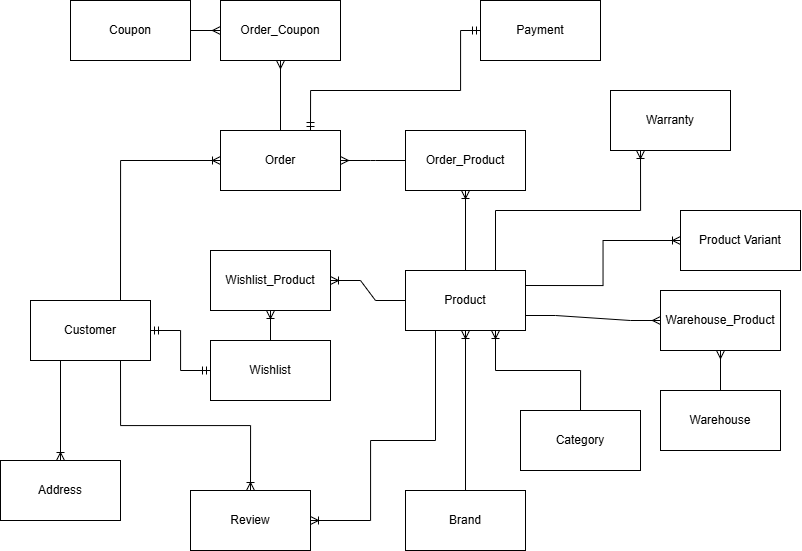 Coupon
Order_Coupon
Payment
Warranty
Order
Order_Product
Product Variant
Wishlist_Product
Product
Warehouse_Product
Customer
Wishlist
Category
Warehouse
Address
Review
Brand